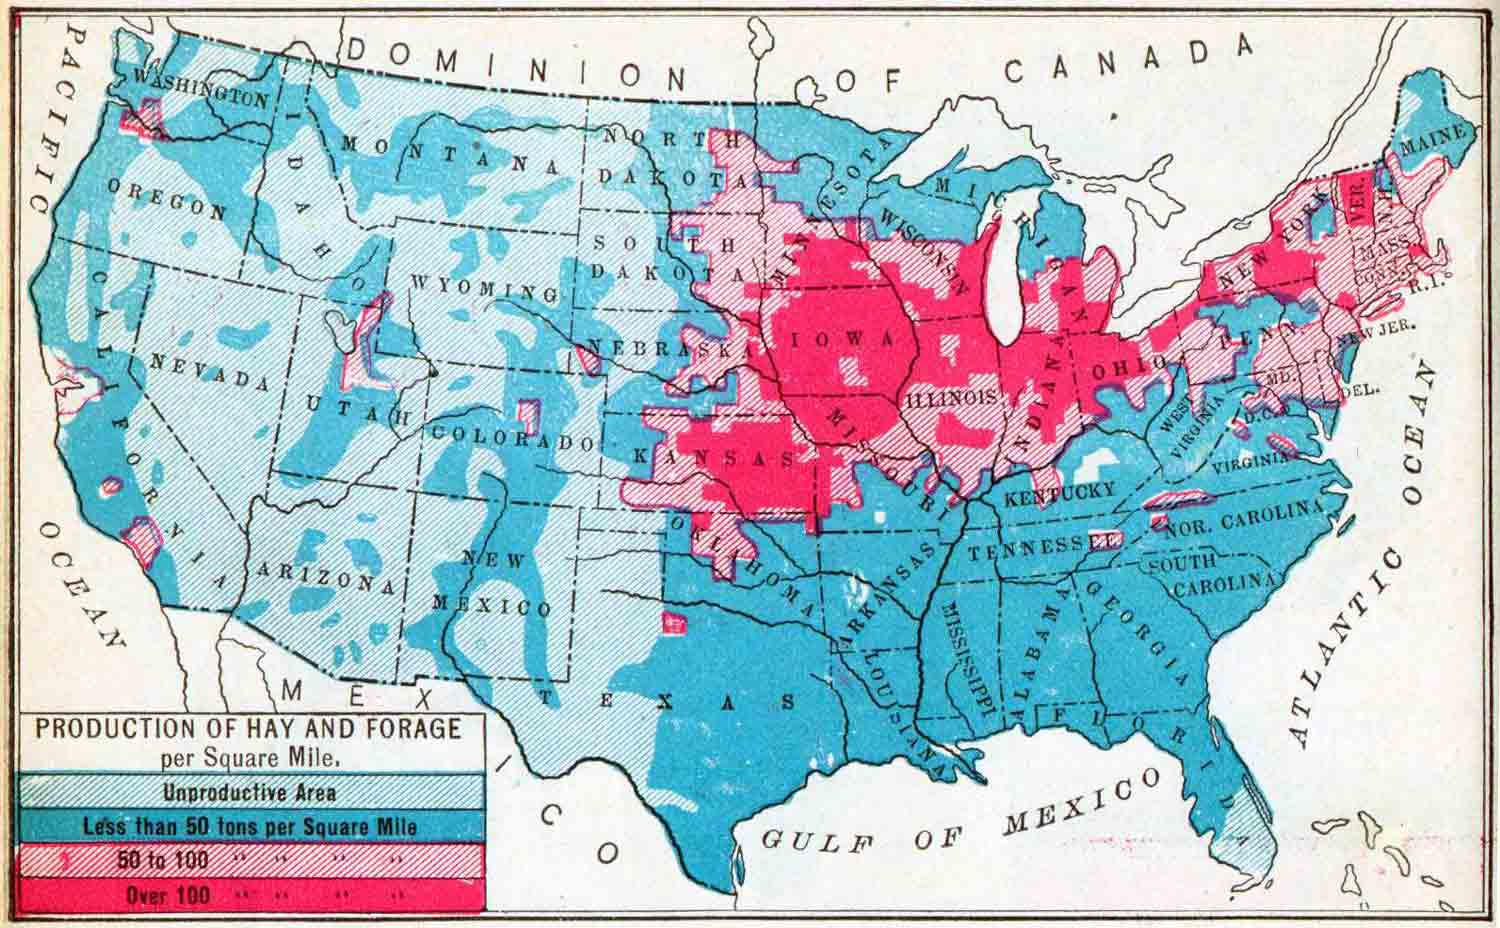 DOMINION OF CANADA
PACIFIC
OCEAN
WASHINGTON
OREGON
IDAHO
MONTANA
NORTH
DAKOTA
SOUTH
DAKOTA
MINNESOTA
WISCONSIN
MICHIGAN
WYOMING
NEBRASKA
IOWA
ILLINOIS
INDIANA
OHIO
MISSOURI
KANSAS
COLORADO
UTAH
NEVADA
CALIFORNIA
ARIZONA
NEW
MEXICO
TEXAS
OKLAHOMA
ARKANSAS
LOUISIANA
MISSISSIPPI
ALABAMA
GEORGIA
FLORIDA
SOUTH
CAROLINA
NOR. CAROLINA
TENNESSEE
KENTUCKY
WEST
VIRGINIA
VIRGINIA
D.C.
MD.
DEL.
PENN.
NEW JER.
NEW YORK
VER.
N.H.
MAINE
MASS.
CONN.
R.I.
ATLANTIC OCEAN
GULF OF MEXICO
MEXICO
PRODUCTION OF HAY AND FORAGE
per Square Mile.
Unproductive Area
Less than 50 tons per Square Mile
50 to 100 " " " "
Over 100 " " " "